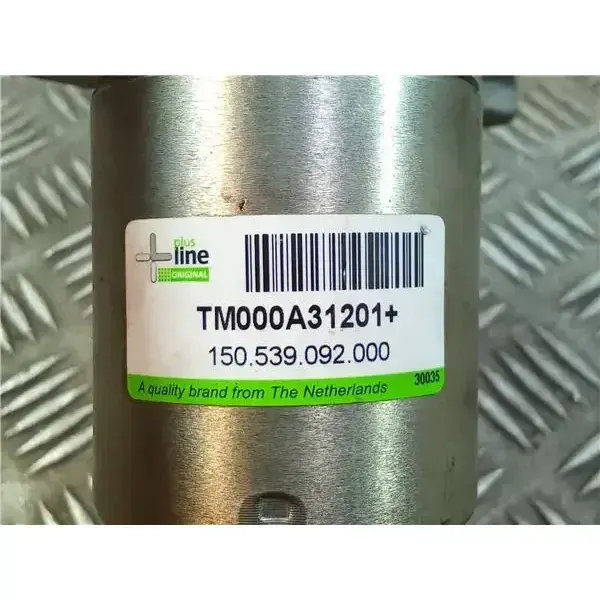 plus
line
ORIGINAL
TM000A31201+
150.539.092.000
A quality brand from The Netherlands
30035